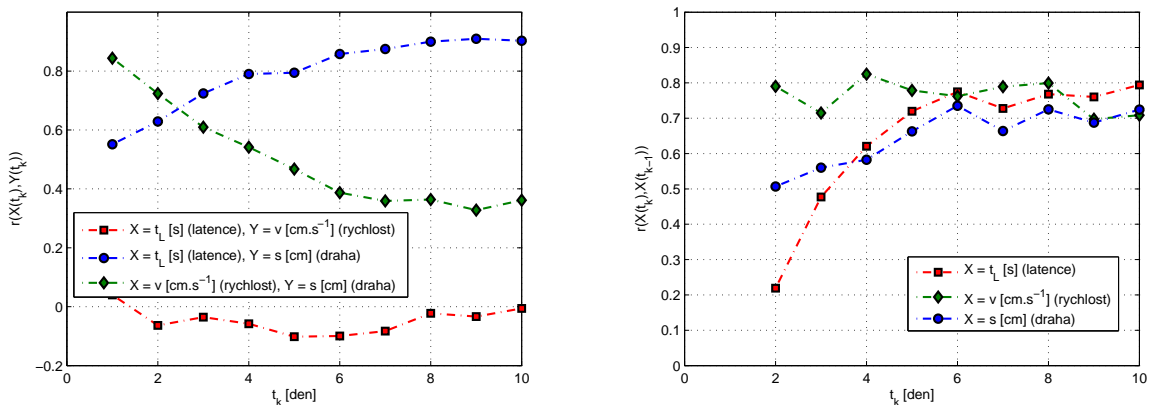 0.8
0.6
0.4
0.2
0
−0.2
r(X(t_k),Y(t_k))
X = t_L [s] (latence), Y = v [cm.s^−1] (rychlost)
X = t_L [s] (latence), Y = s [cm] (draha)
X = v [cm.s^−1] (rychlost), Y = s [cm] (draha)
0 2 4 6 8 10
t_k [den]
1
0.9
0.8
0.7
0.6
0.5
0.4
0.3
0.2
0.1
0
r(X(t_k),X(t_k−1))
X = t_L [s] (latence)
X = v [cm.s^−1] (rychlost)
X = s [cm] (draha)
0 2 4 6 8 10
t_k [den]